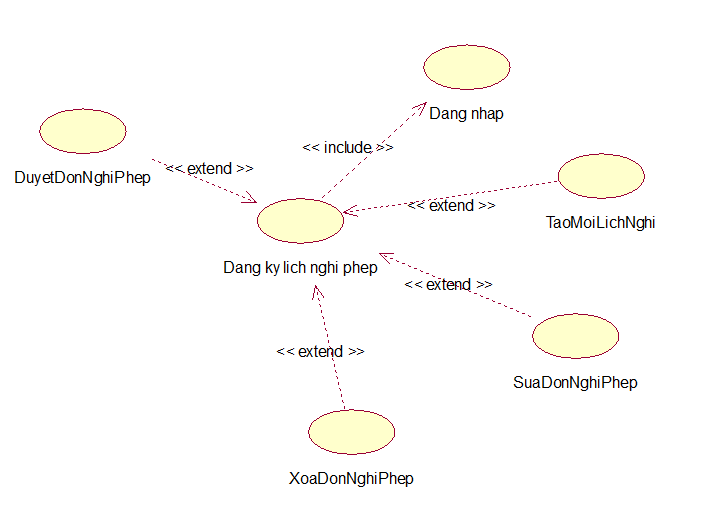 Dang nhap
<< include >>
<< extend >>
DuyetDonNghiPhep
<< extend >>
TaoMoiLichNghi
Dang ky lich nghi phep
<< extend >>
<< extend >>
SuaDonNghiPhep
XoaDonNghiPhep